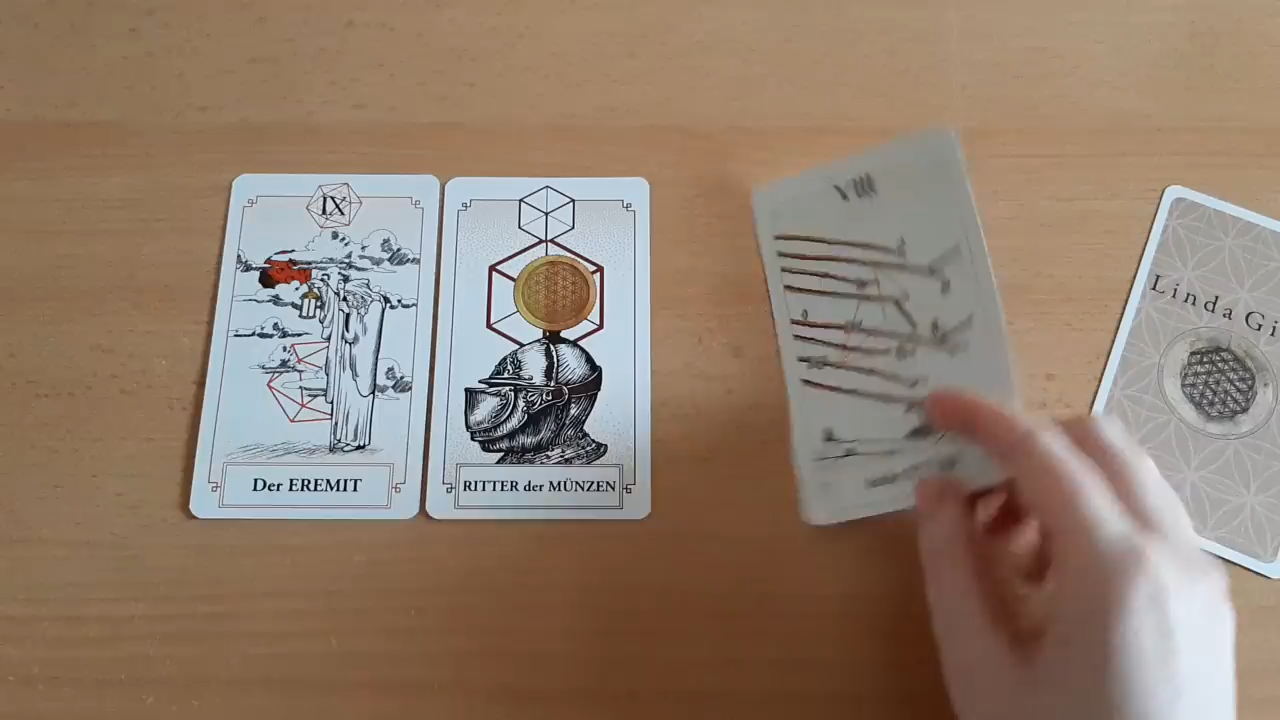 IX
Der EREMIT
RITTER der MÜNZEN
VIII
Linda Gi